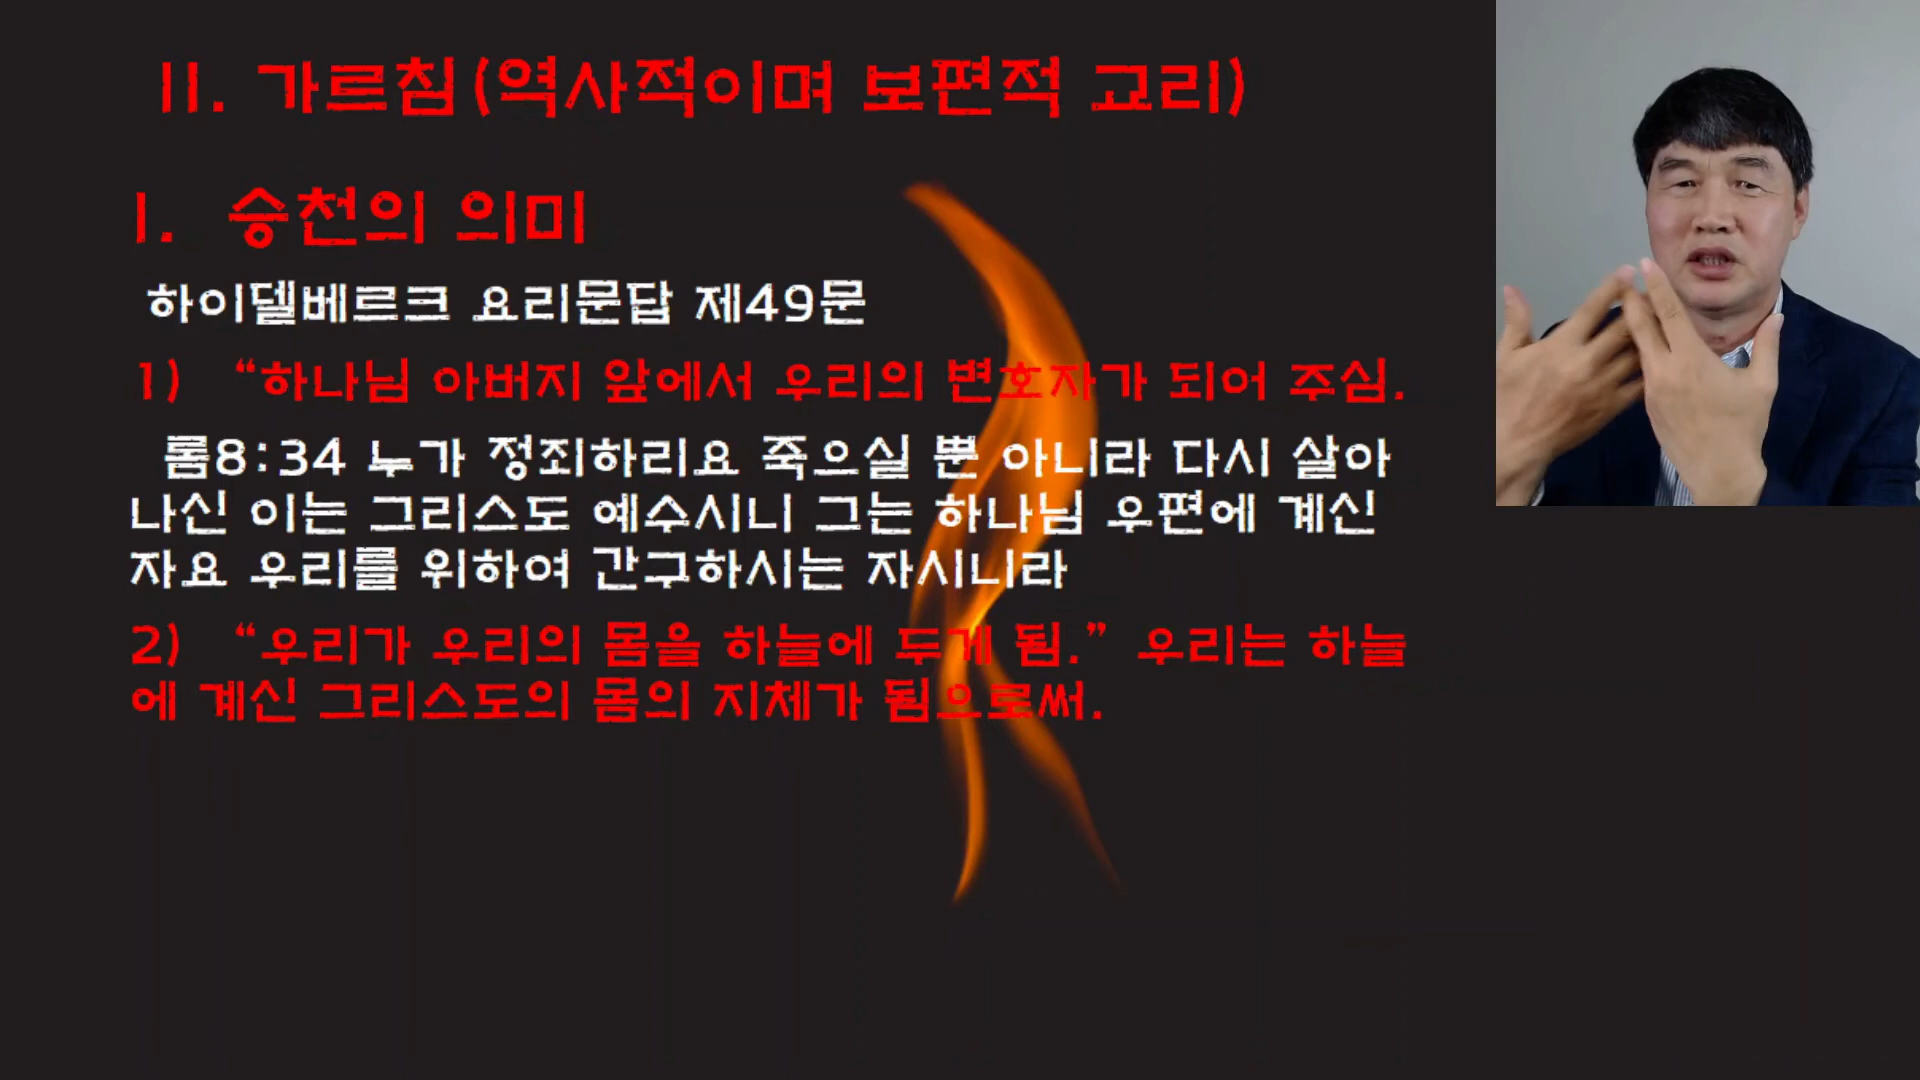 II. 가르침(역사적이며 보편적 교리)
I. 승천의 의미
하이델베르크 요리문답 제49문
1) “하나님 아버지 앞에서 우리의 변호자가 되어 주심.
롬8:34 누가 정죄하리요 죽으실 뿐 아니라 다시 살아
나신 이는 그리스도 예수시니 그는 하나님 우편에 계신
자요 우리를 위하여 간구하시는 자시니라
2) “우리가 우리의 몸을 하늘에 두게 됨.” 우리는 하늘
에 계신 그리스도의 몸의 지체가 됨으로써.